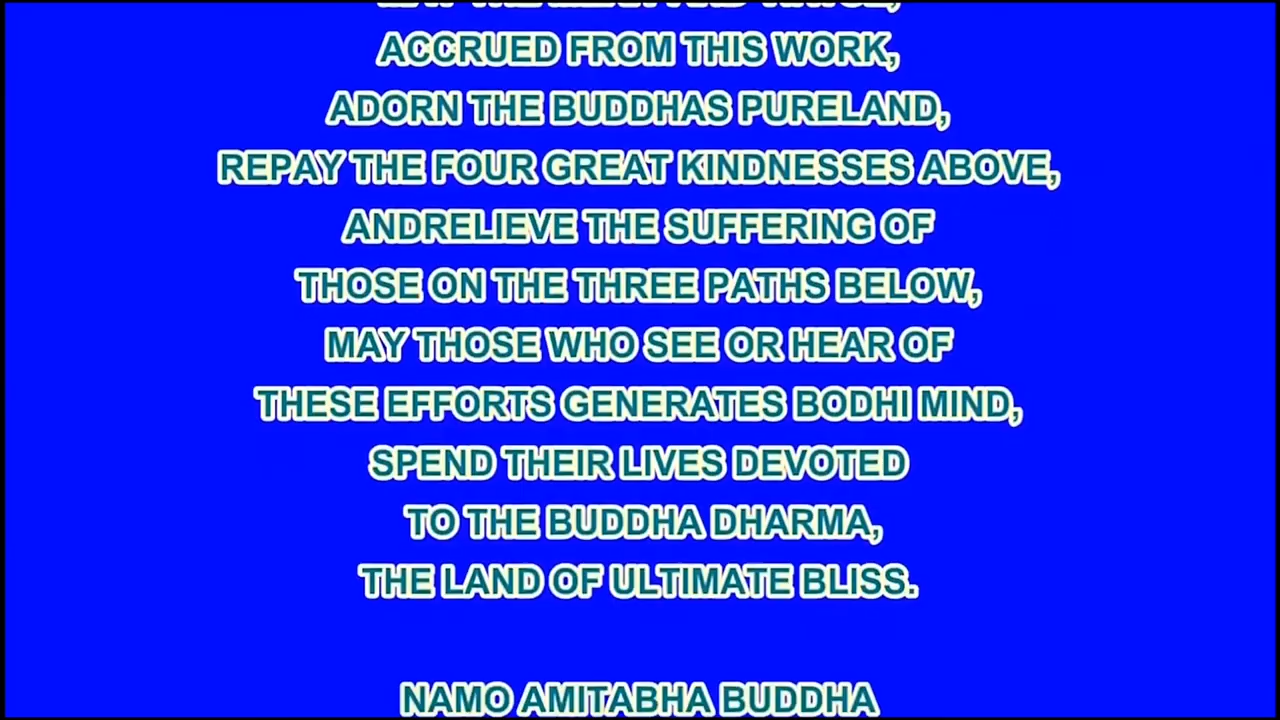 ACCRUED FROM THIS WORK,
ADORN THE BUDDHAS PURELAND,
REPAY THE FOUR GREAT KINDNESSES ABOVE,
ANDRELIEVE THE SUFFERING OF
THOSE ON THE THREE PATHS BELOW,
MAY THOSE WHO SEE OR HEAR OF
THESE EFFORTS GENERATES BODHI MIND,
SPEND THEIR LIVES DEVOTED
TO THE BUDDHA DHARMA,
THE LAND OF ULTIMATE BLISS.
NAMO AMITABHA BUDDHA